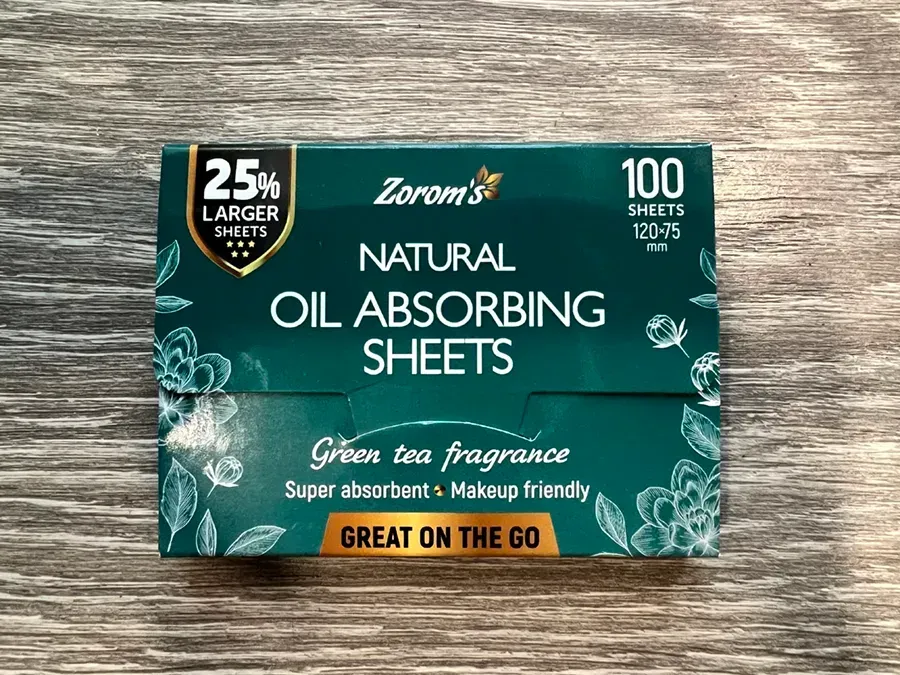 25%
LARGER
SHEETS
Zorom's
100
SHEETS
120×75
mm
NATURAL
OIL ABSORBING
SHEETS
Green tea fragrance
Super absorbent • Makeup friendly
GREAT ON THE GO